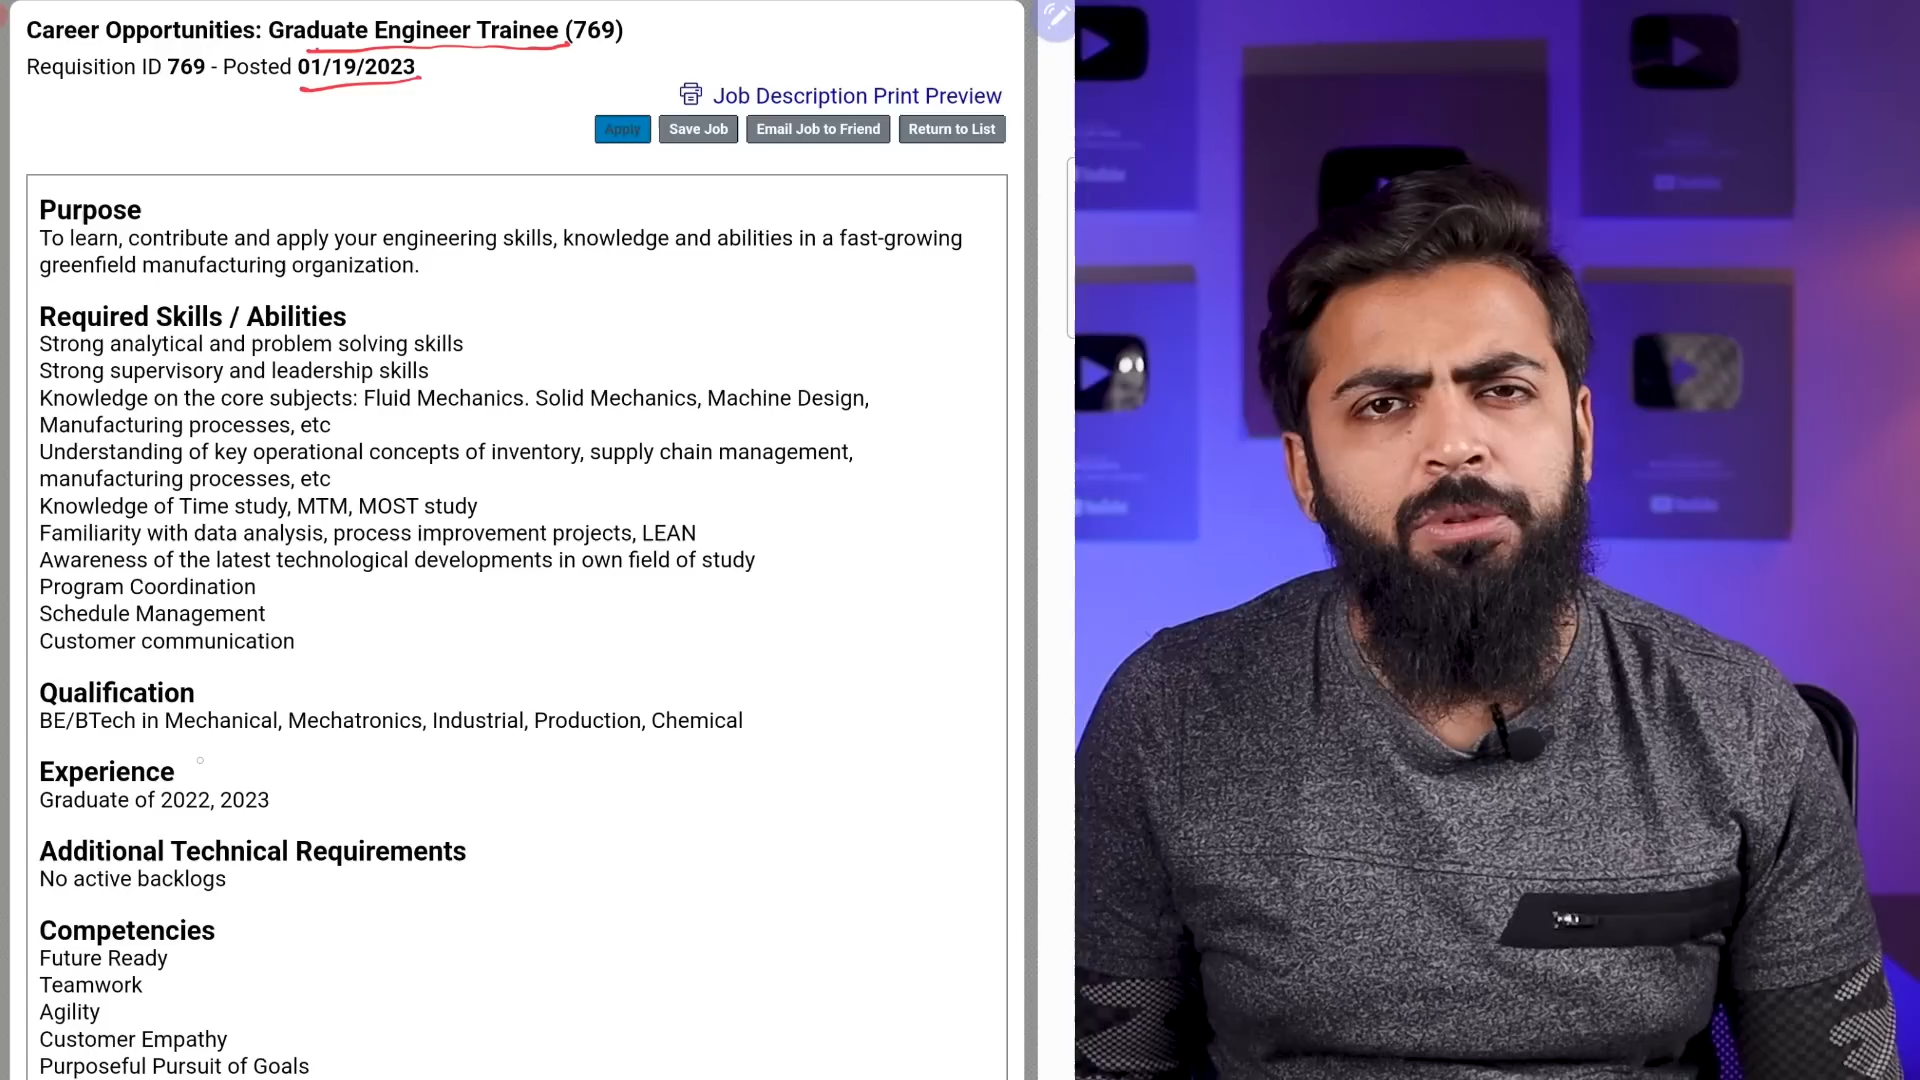 Career Opportunities: Graduate Engineer Trainee (769)
Requisition ID 769 - Posted 01/19/2023
Job Description Print Preview
Apply
Save Job
Email Job to Friend
Return to List
Purpose
To learn, contribute and apply your engineering skills, knowledge and abilities in a fast-growing
greenfield manufacturing organization.
Required Skills / Abilities
Strong analytical and problem solving skills
Strong supervisory and leadership skills
Knowledge on the core subjects: Fluid Mechanics. Solid Mechanics, Machine Design,
Manufacturing processes, etc
Understanding of key operational concepts of inventory, supply chain management,
manufacturing processes, etc
Knowledge of Time study, MTM, MOST study
Familiarity with data analysis, process improvement projects, LEAN
Awareness of the latest technological developments in own field of study
Program Coordination
Schedule Management
Customer communication
Qualification
BE/BTech in Mechanical, Mechatronics, Industrial, Production, Chemical
Experience
Graduate of 2022, 2023
Additional Technical Requirements
No active backlogs
Competencies
Future Ready
Teamwork
Agility
Customer Empathy
Purposeful Pursuit of Goals